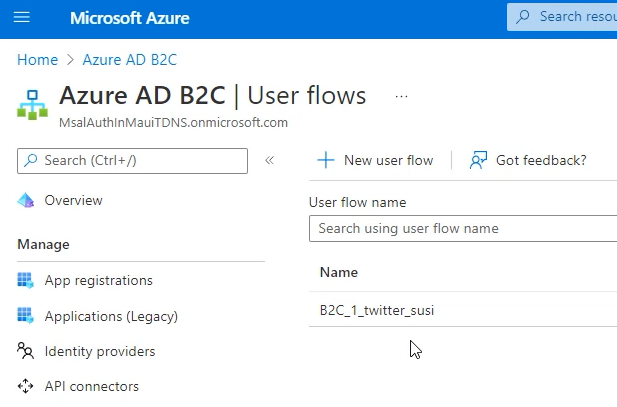 Microsoft Azure
Search resou
Home > Azure AD B2C
Azure AD B2C | User flows ...
MsalAuthInMauiTDNS.onmicrosoft.com
Search (Ctrl+/) «
+ New user flow
Got feedback?
Overview
User flow name
Search using user flow name
Manage
Name
App registrations
B2C_1_twitter_susi
Applications (Legacy)
Identity providers
API connectors